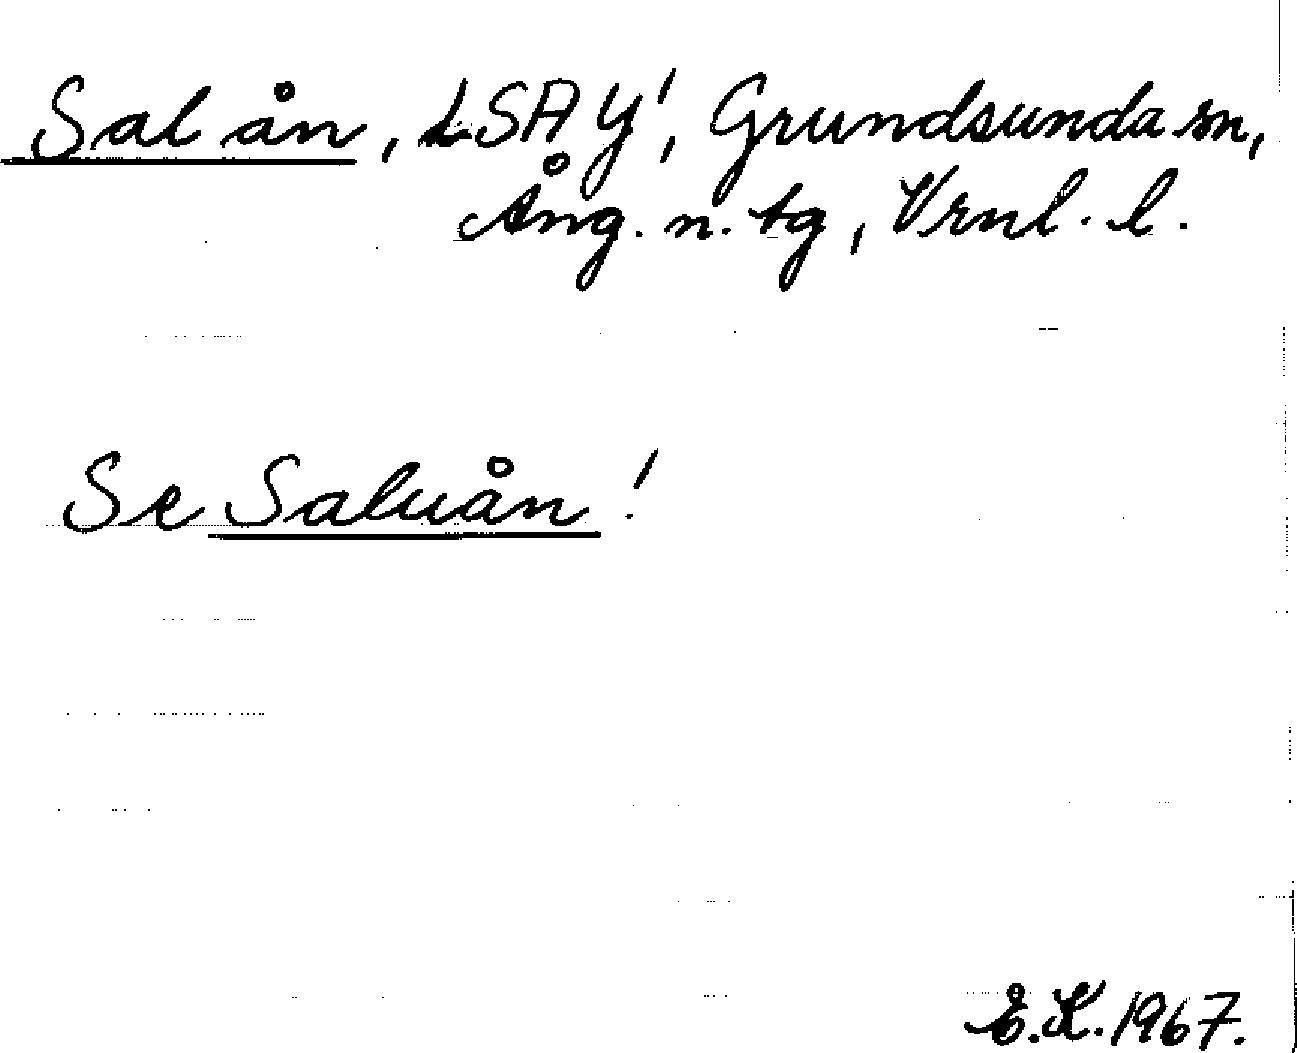 Sal ån, LSA Y!, Grundsunda sn,
Ång. n. tg, Vrnl. l.
Se Saluån!
E.K. 1967.